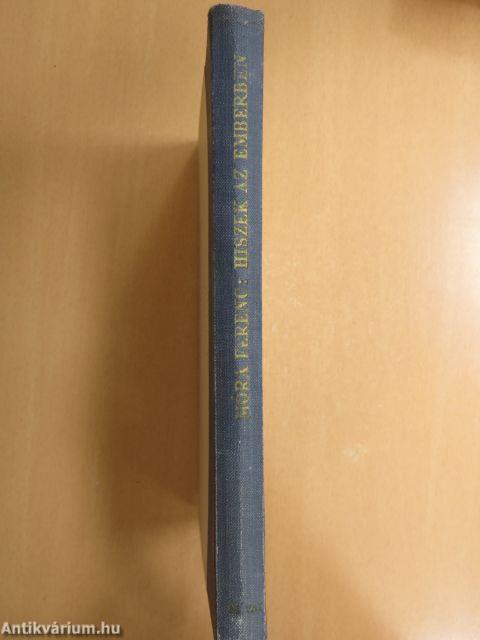 MÓRA FERENC: HISZEK AZ EMBERBEN
Antikvárium.hu